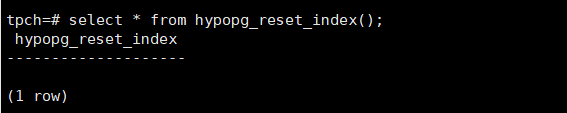 tpch=# select * from hypopg_reset_index();
 hypopg_reset_index
--------------------
(1 row)